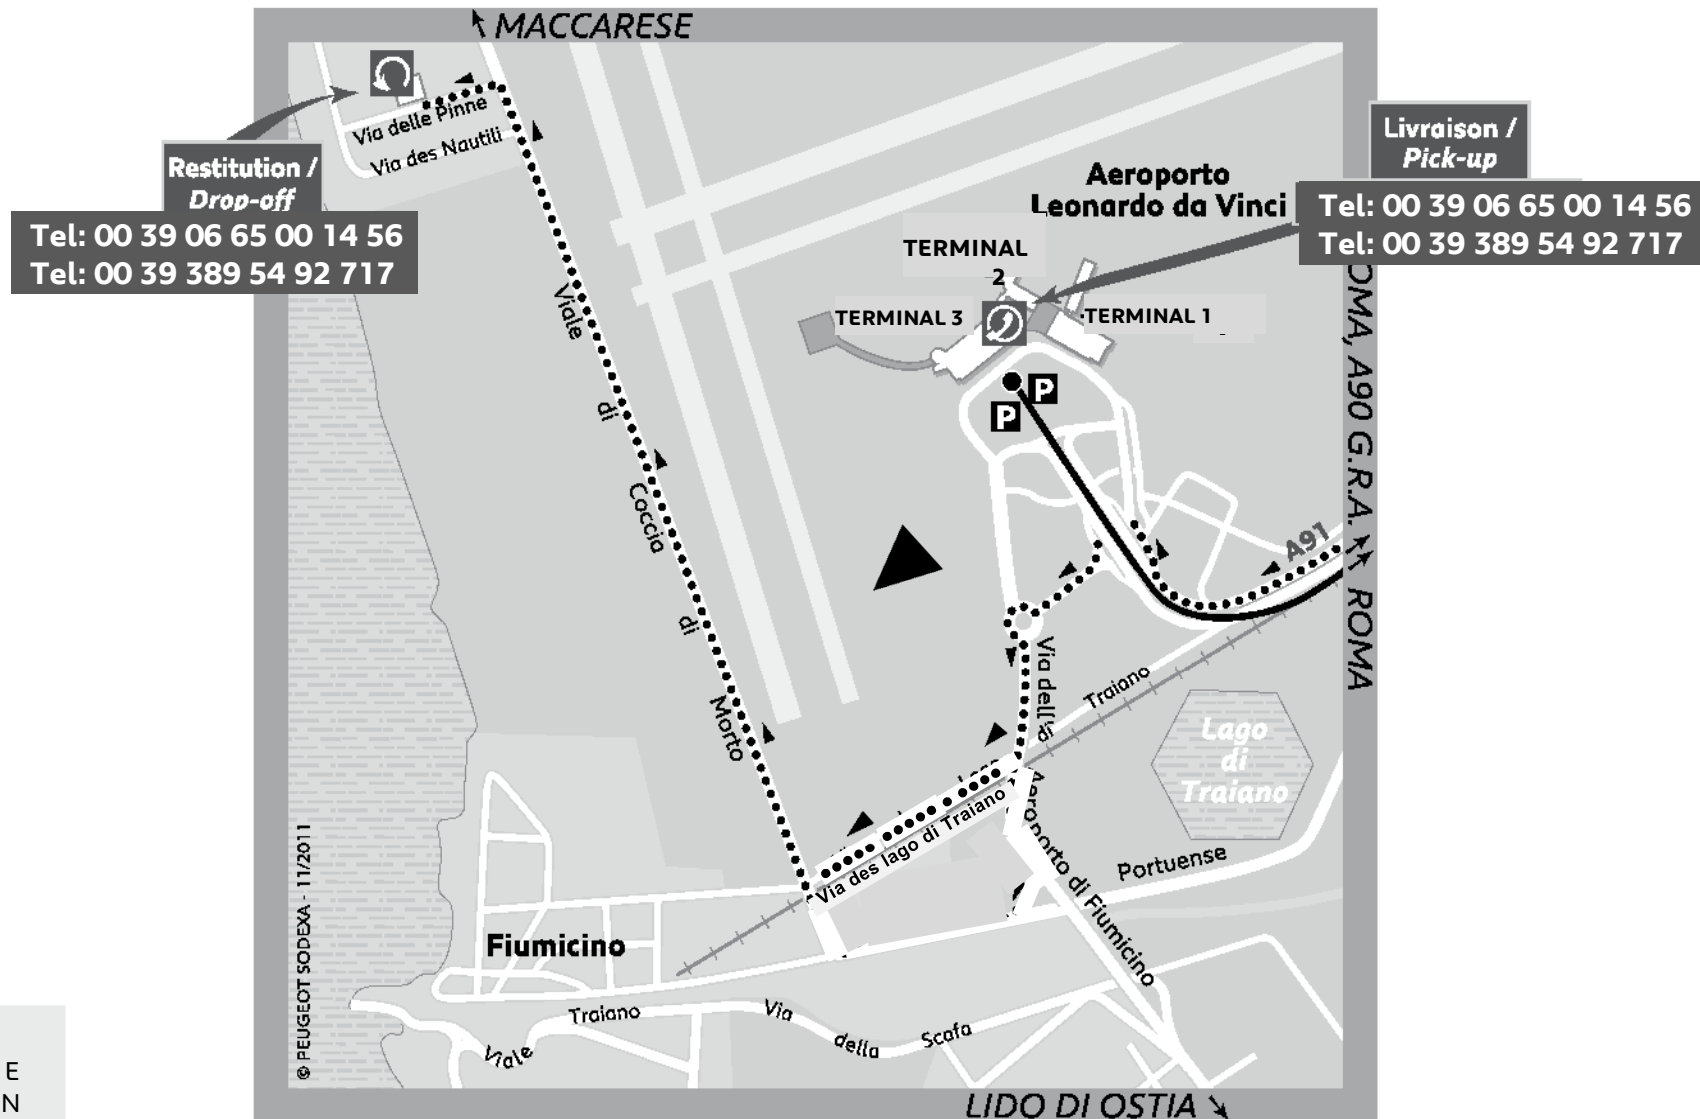 MACCARESE
Via delle Pinne
Via des Nautili
Restitution /
Drop-off
Tel: 00 39 06 65 00 14 56
Tel: 00 39 389 54 92 717
Livraison /
Pick-up
Tel: 00 39 06 65 00 14 56
Tel: 00 39 389 54 92 717
Aeroporto
Leonardo da Vinci
TERMINAL
2
TERMINAL 3
TERMINAL 1
P
P
OMA, A90 G.R.A.
ROMA
A91
Viale
di
Coccia
di
Morto
Via dell'
di
Traiano
Lago
di
Traiano
Via des lago di Traiano
Aeroporto di Fiumicino
Portuense
Fiumicino
Traiano
Viale
Via
della
Scafa
© PEUGEOT SODEXA - 11/2011
E
N
LIDO DI OSTIA